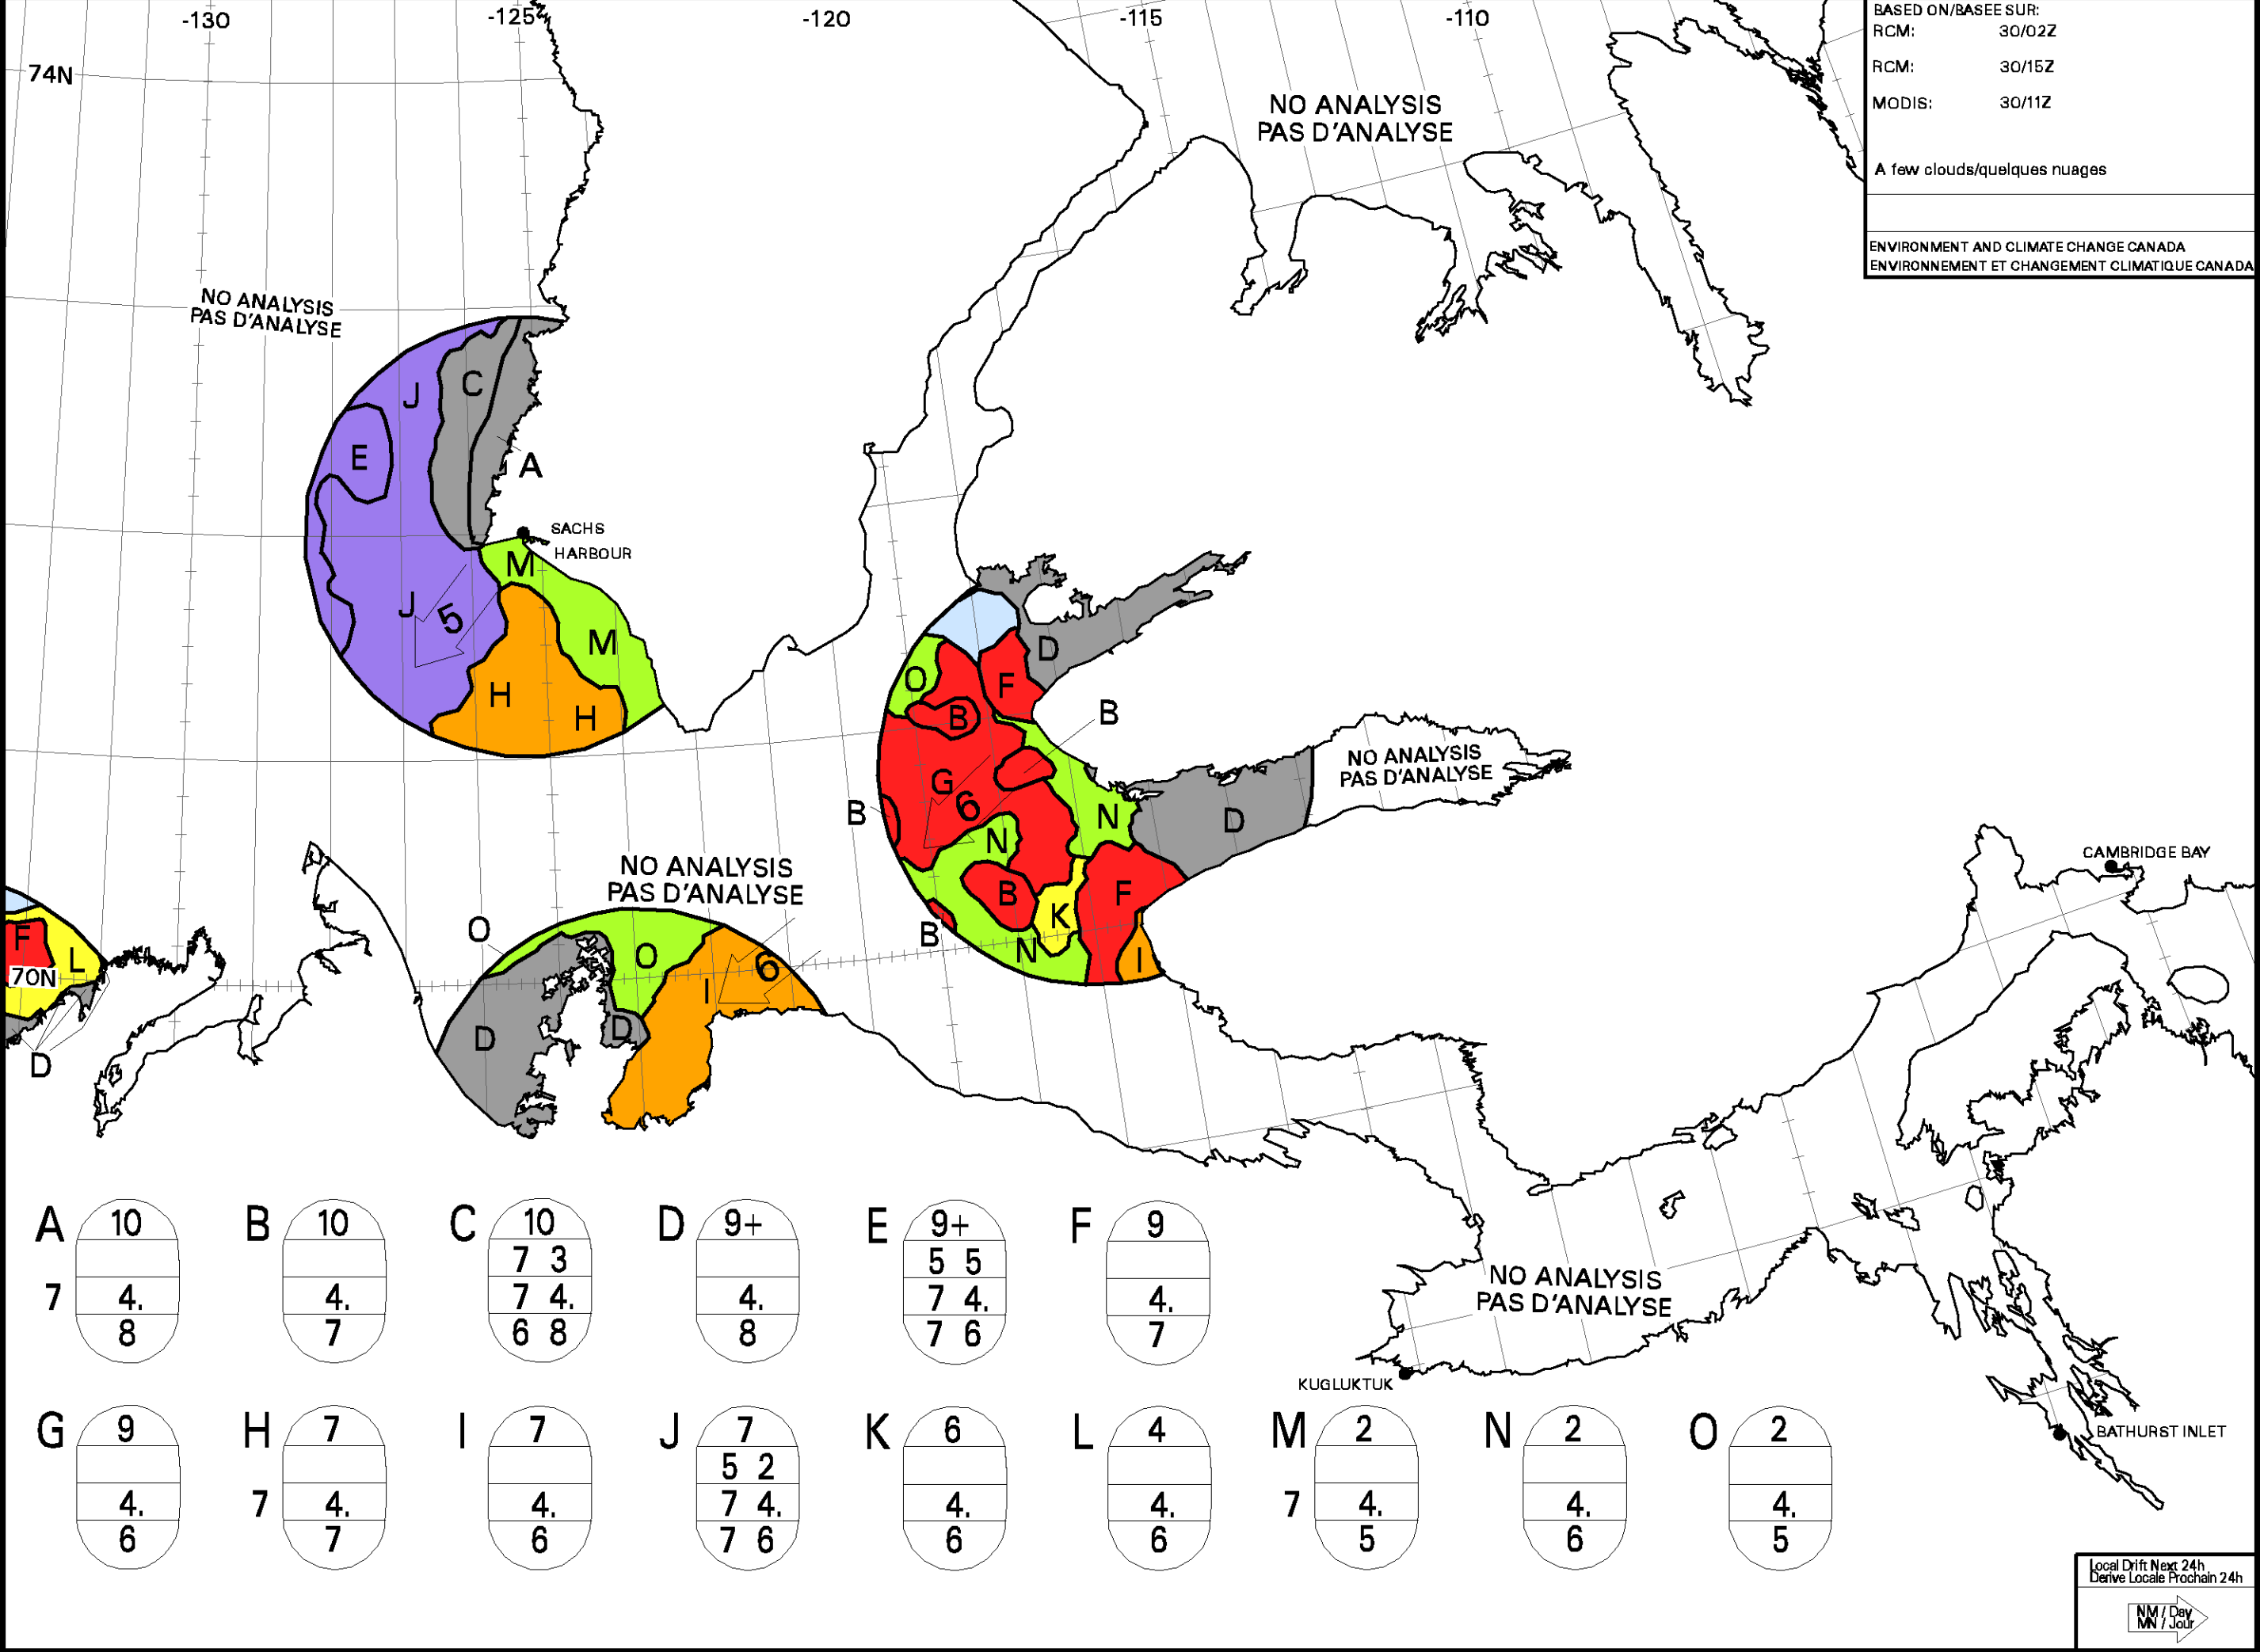 -130
-125
-120
-115
-110
BASED ON/BASEE SUR:
RCM: 30/02Z
RCM: 30/15Z
MODIS: 30/11Z
A few clouds/quelques nuages
ENVIRONMENT AND CLIMATE CHANGE CANADA
ENVIRONNEMENT ET CHANGEMENT CLIMATIQUE CANADA
74N
NO ANALYSIS
PAS D'ANALYSE
NO ANALYSIS
PAS D'ANALYSE
J
C
E
A
SACHS
HARBOUR
M
J
5
M
H
H
D
O
F
B
B
NO ANALYSIS
PAS D'ANALYSE
G
6
B
N
N
D
B
F
K
B
N
I
CAMBRIDGE BAY
NO ANALYSIS
PAS D'ANALYSE
O
O
6
I
D
D
F
L
70N
D
NO ANALYSIS
PAS D'ANALYSE
KUGLUKTUK
BATHURST INLET
A 10
7 4.
8
B 10
4.
7
C 10
7 3
7 4.
6 8
D 9+
4.
8
E 9+
5 5
7 4.
7 6
F 9
4.
7
G 9
4.
6
H 7
7 4.
7
I 7
4.
6
J 7
5 2
7 4.
7 6
K 6
4.
6
L 4
4.
6
M 2
7 4.
5
N 2
4.
6
O 2
4.
5
Local Drift Next 24h
Derive Locale Prochain 24h
NM / Day
MN / Jour